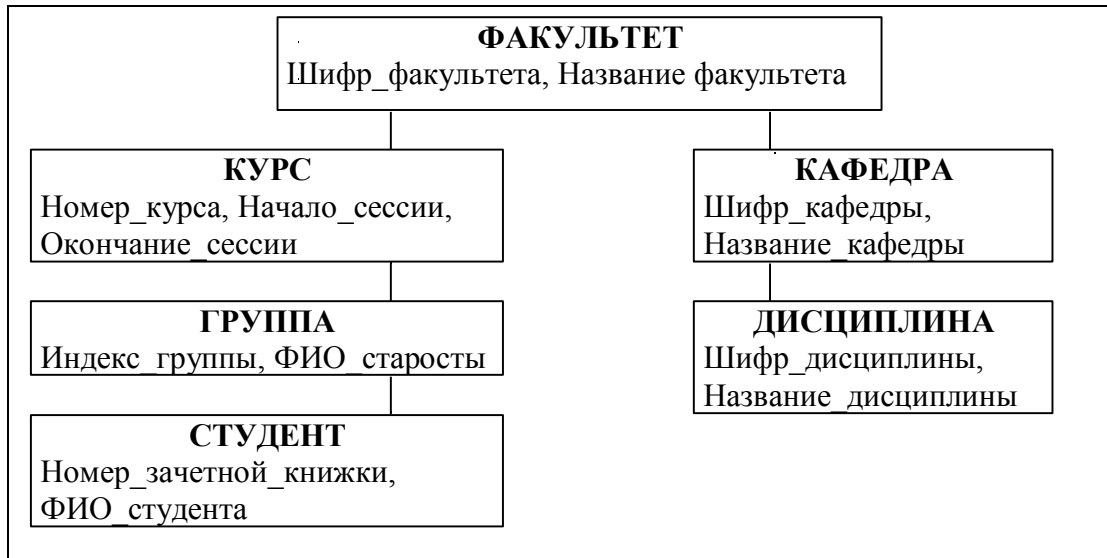 ФАКУЛЬТЕТ
Шифр_факультета, Название факультета
КУРС
Номер_курса, Начало_сессии,
Окончание_сессии
КАФЕДРА
Шифр_кафедры,
Название_кафедры
ГРУППА
Индекс_группы, ФИО_старосты
ДИСЦИПЛИНА
Шифр_дисциплины,
Название_дисциплины
СТУДЕНТ
Номер_зачетной_книжки,
ФИО_студента